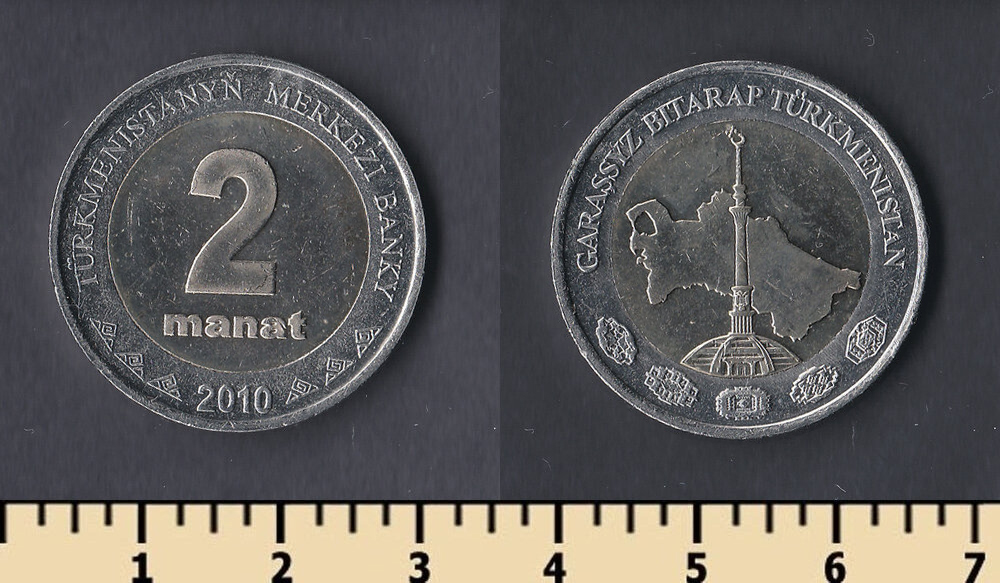 TÜRKMENISTANYŇ MERKEZI BANKY
2
manat
2010
GARAŞSYZ BITARAP TÜRKMENISTAN
1 2 3 4 5 6 7